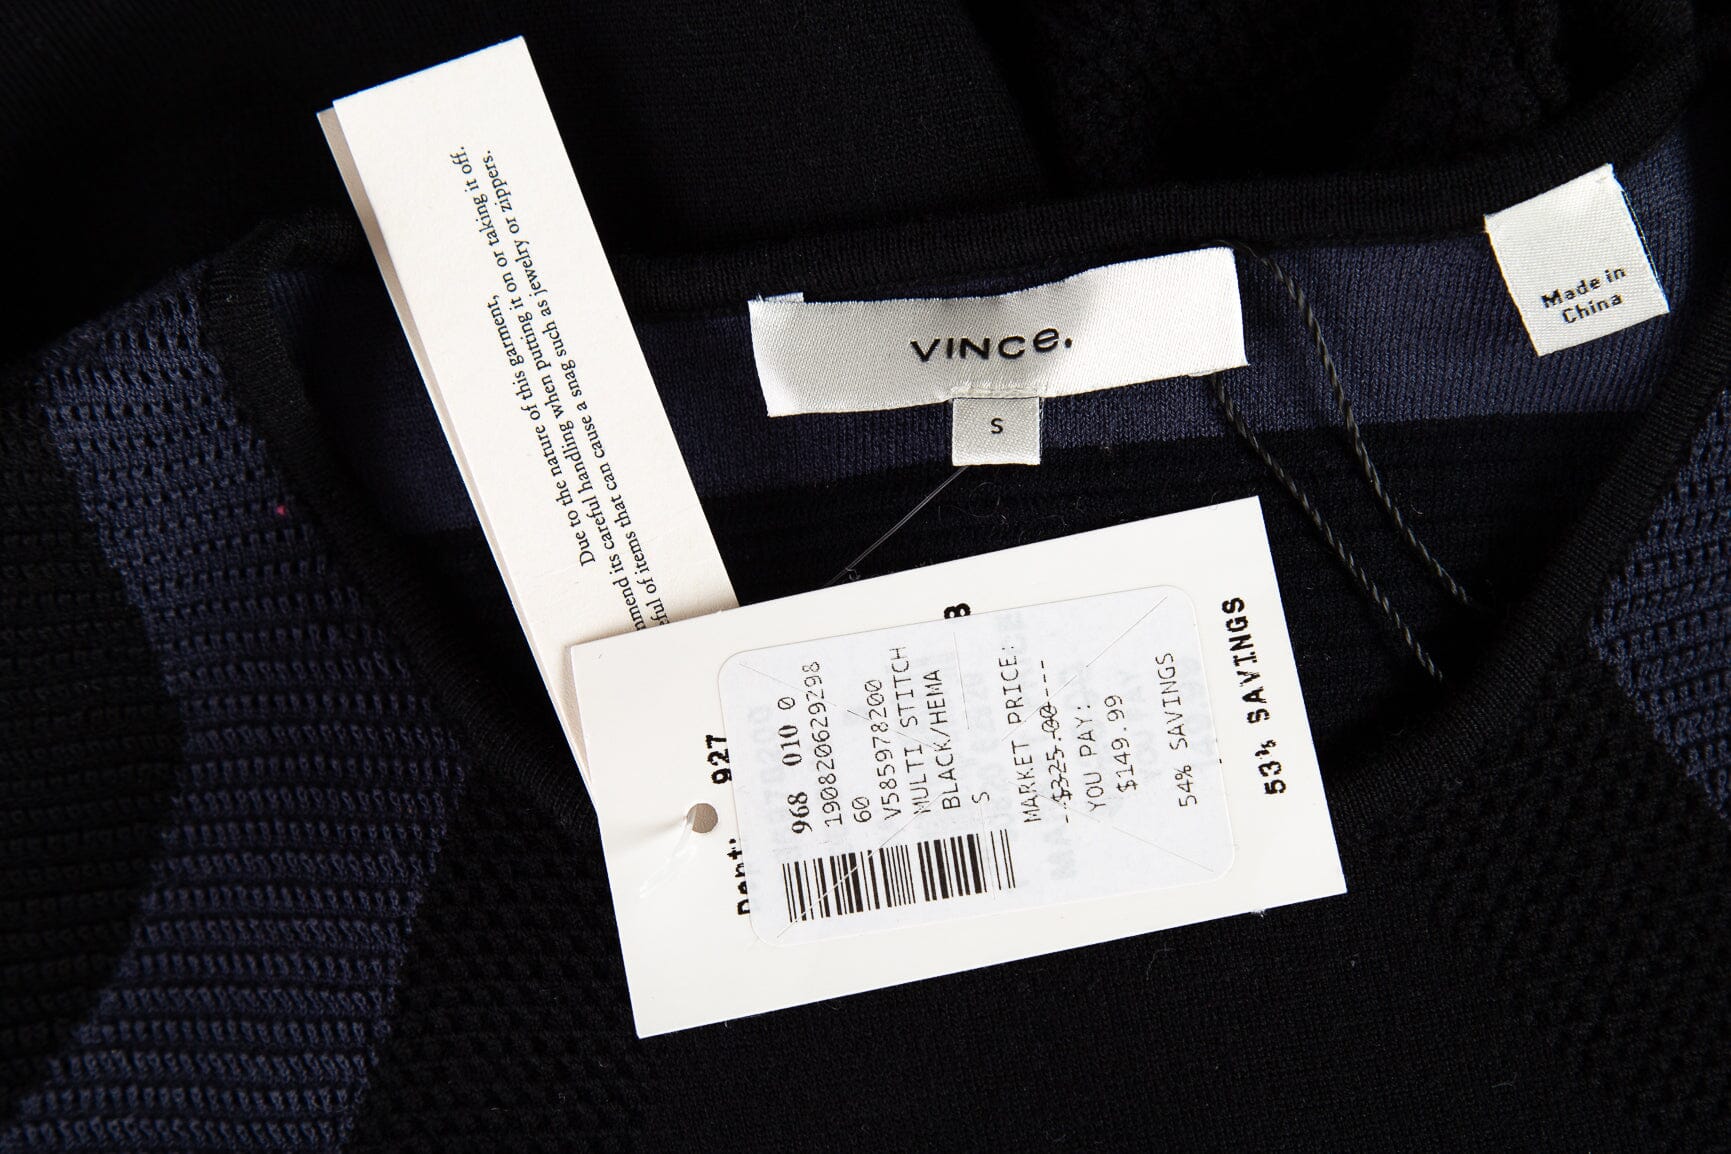 Due to the nature of this garment,
mmend its careful handling when putting it on or taking it off.
eful of items that can cause a snag such as jewelry or zippers.
VINCe.
S
Made in
China
Dept: 927
B
968 010 0
190820629298
60
V585978200
MULTI STITCH
BLACK/HEMA
S
MARKET PRICE:
--$325.00---
YOU PAY:
$149.99
54% SAVINGS
53% SAVINGS